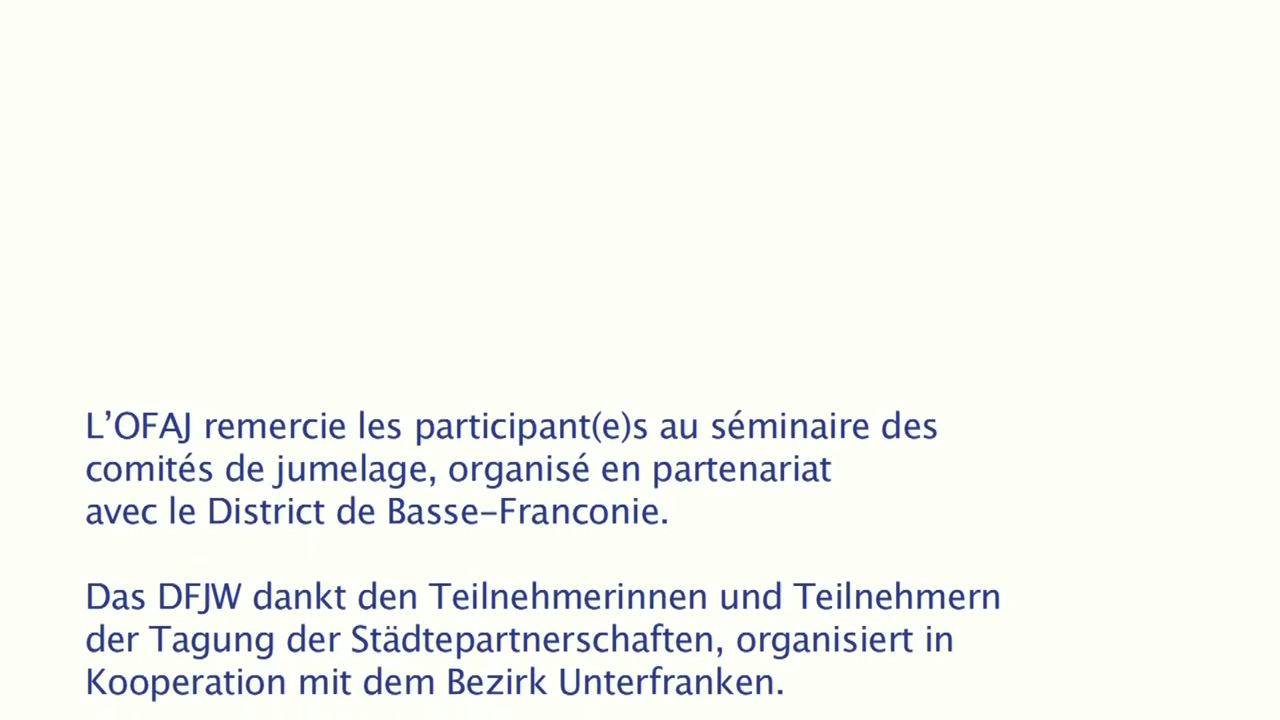 L’OFAJ remercie les participant(e)s au séminaire des
comités de jumelage, organisé en partenariat
avec le District de Basse-Franconie.
Das DFJW dankt den Teilnehmerinnen und Teilnehmern
der Tagung der Städtepartnerschaften, organisiert in
Kooperation mit dem Bezirk Unterfranken.